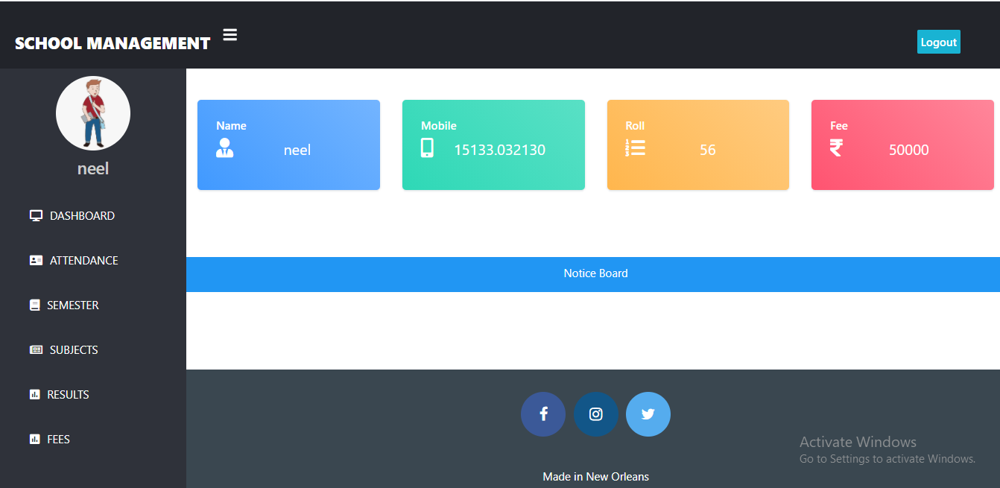 SCHOOL MANAGEMENT
Logout
neel
DASHBOARD
ATTENDANCE
SEMESTER
SUBJECTS
RESULTS
FEES
Name
neel
Mobile
15133.032130
Roll
56
Fee
50000
Notice Board
Made in New Orleans
Activate Windows
Go to Settings to activate Windows.